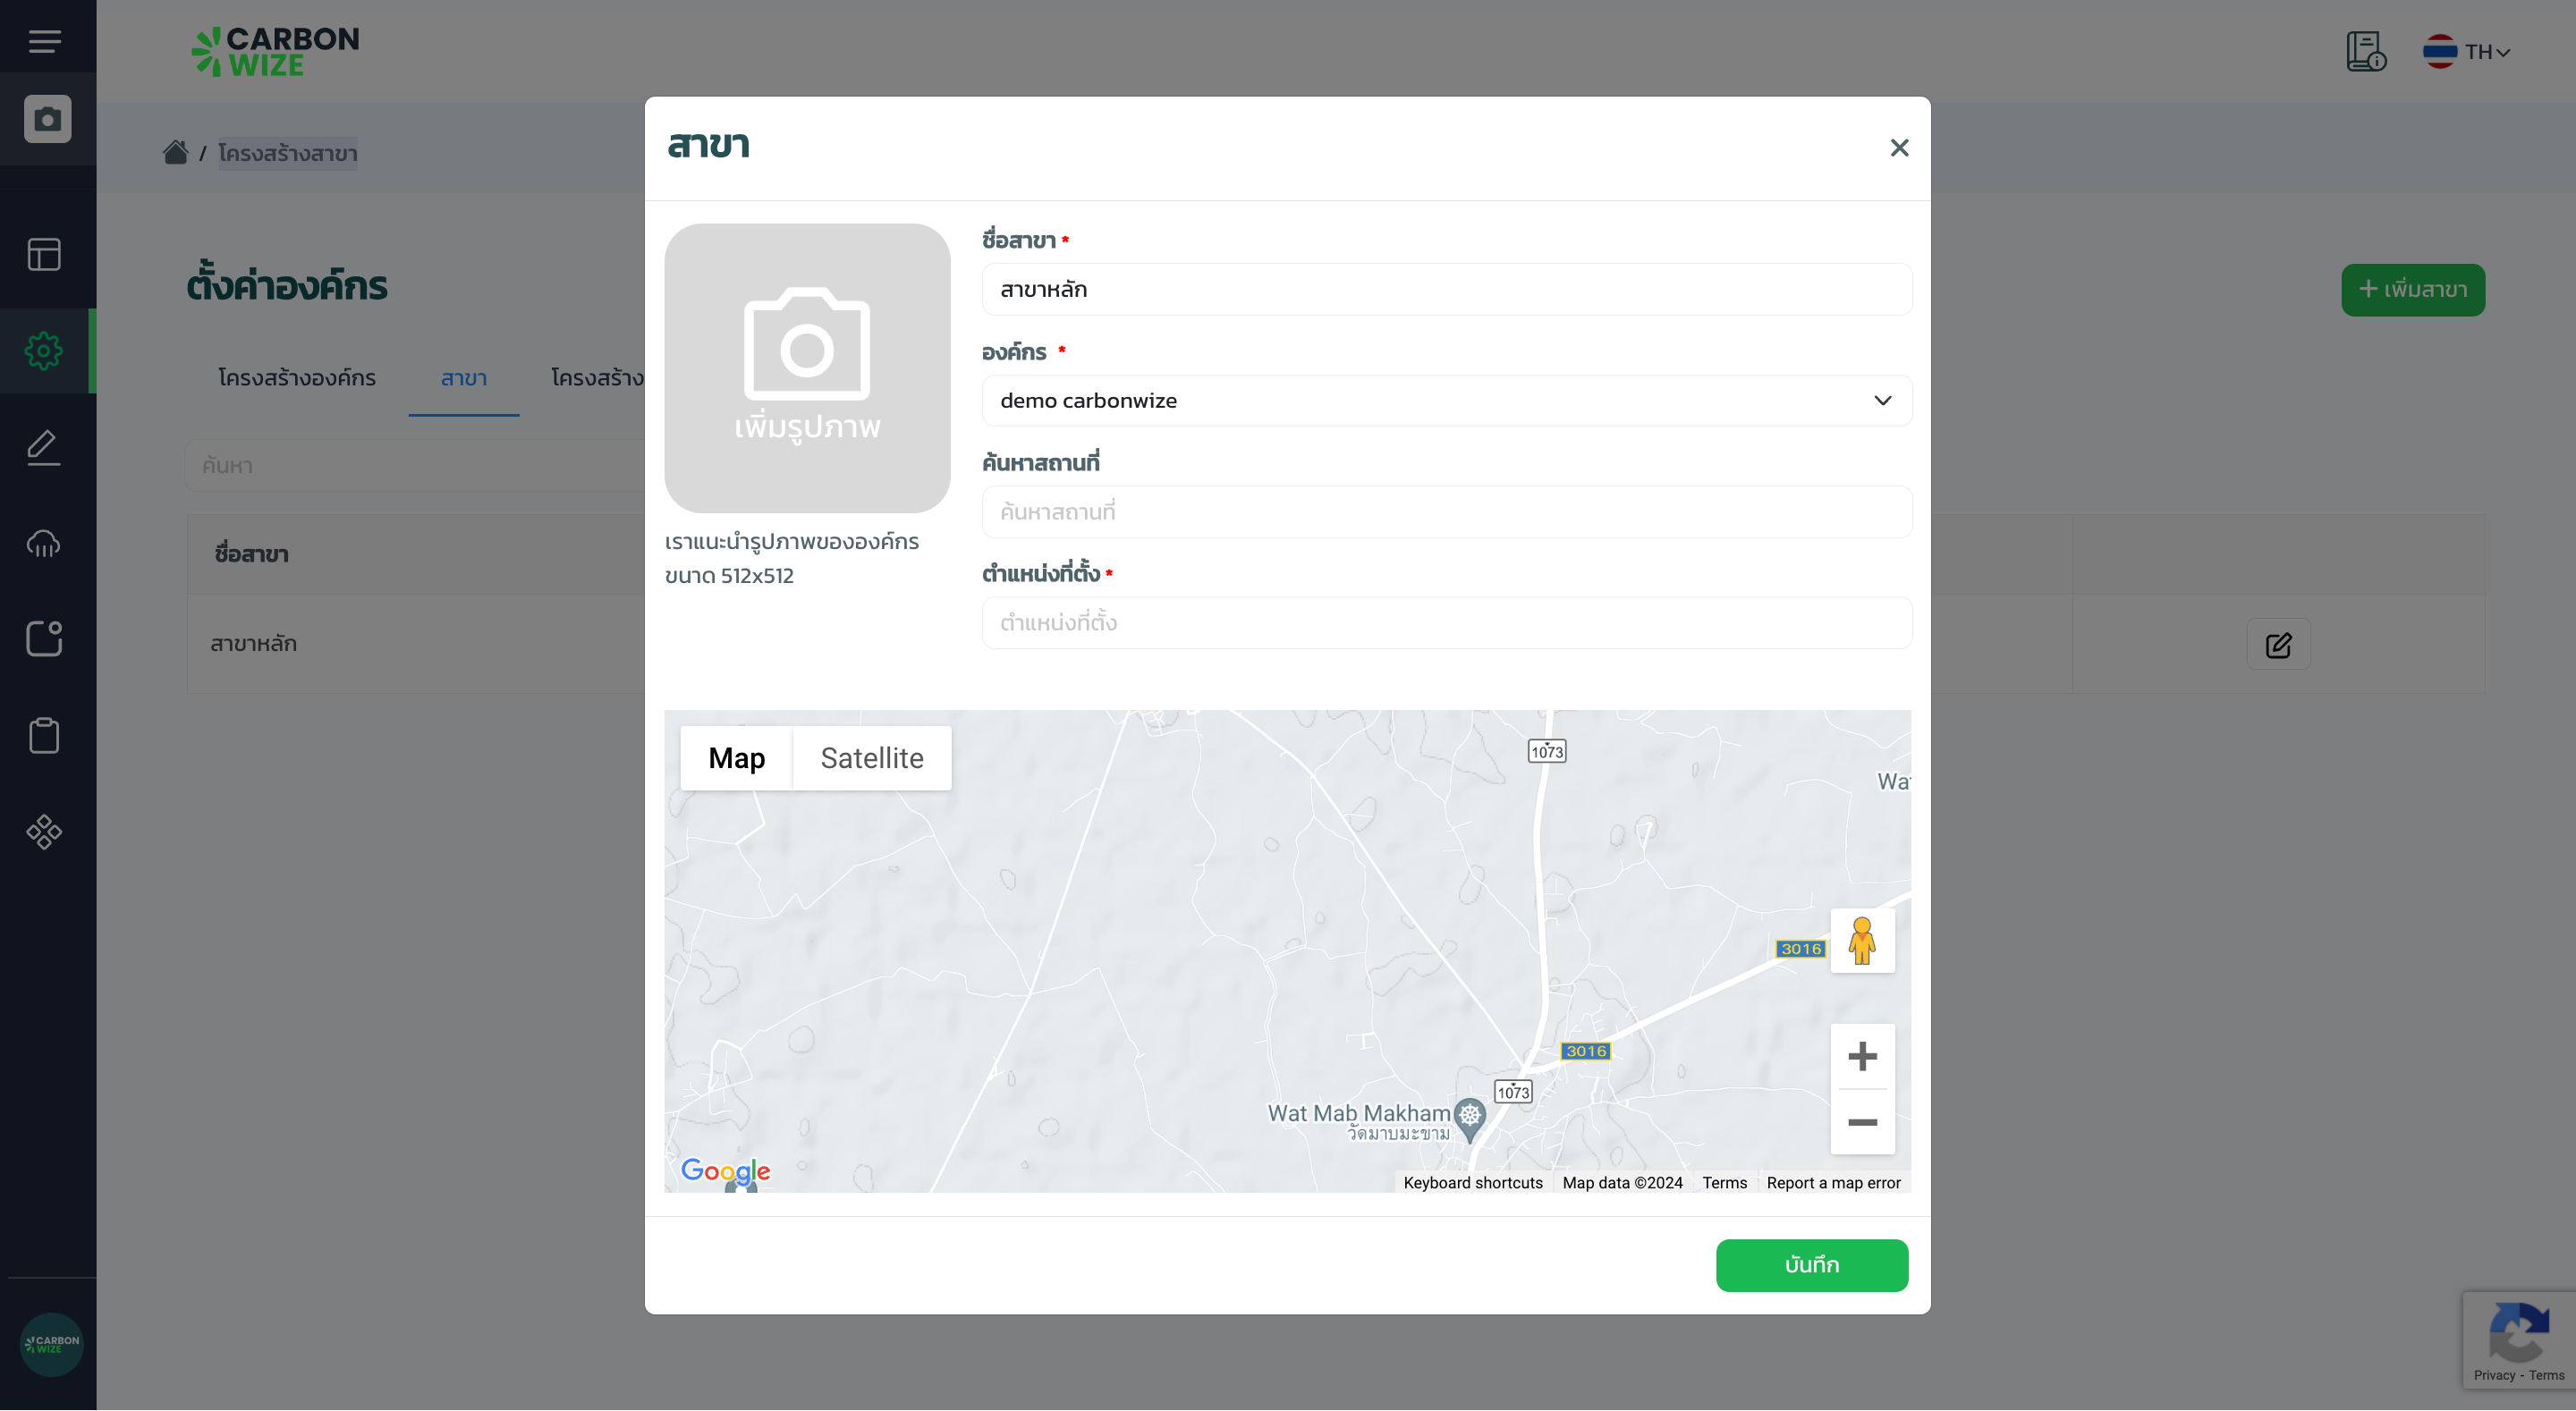 CARBON
WIZE
TH
/ โครงสร้างสาขา
ตั้งค่าองค์กร
เพิ่มสาขา
โครงสร้างองค์กร
สาขา
โครงสร้าง
ค้นหา
ชื่อสาขา
สาขาหลัก
สาขา
เพิ่มรูปภาพ
เราแนะนำรูปภาพขององค์กร
ขนาด 512x512
ชื่อสาขา *
สาขาหลัก
องค์กร *
demo carbonwize
ค้นหาสถานที่
ค้นหาสถานที่
ตำแหน่งที่ตั้ง *
ตำแหน่งที่ตั้ง
Map
Satellite
1073
Wat
3016
3016
1073
Wat Mab Makham
วัดมาบมะขาม
Google
Keyboard shortcuts
Map data ©2024
Terms
Report a map error
บันทึก
CARBON
WIZE
Privacy - Terms